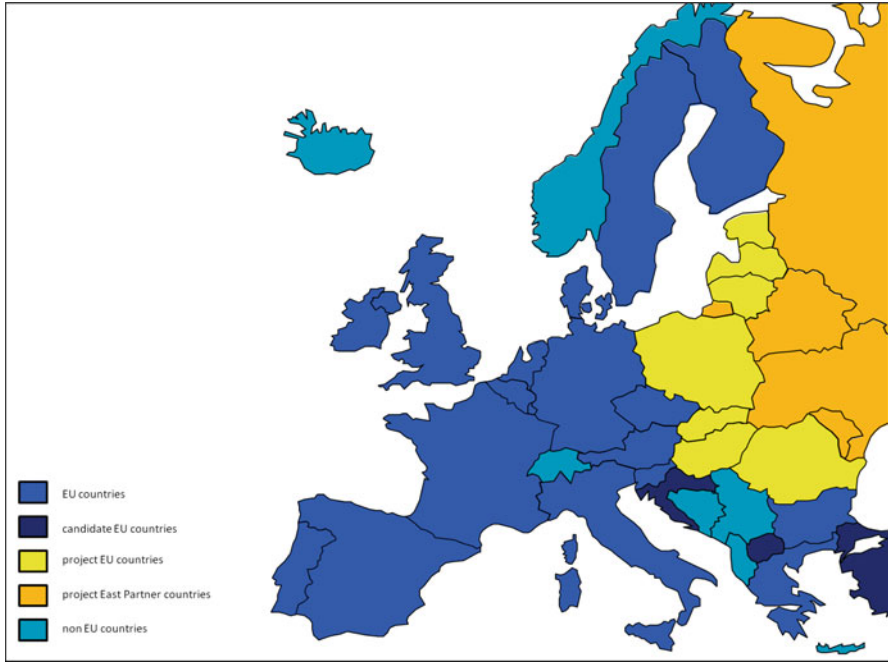 EU countries
candidate EU countries
project EU countries
project East Partner countries
non EU countries